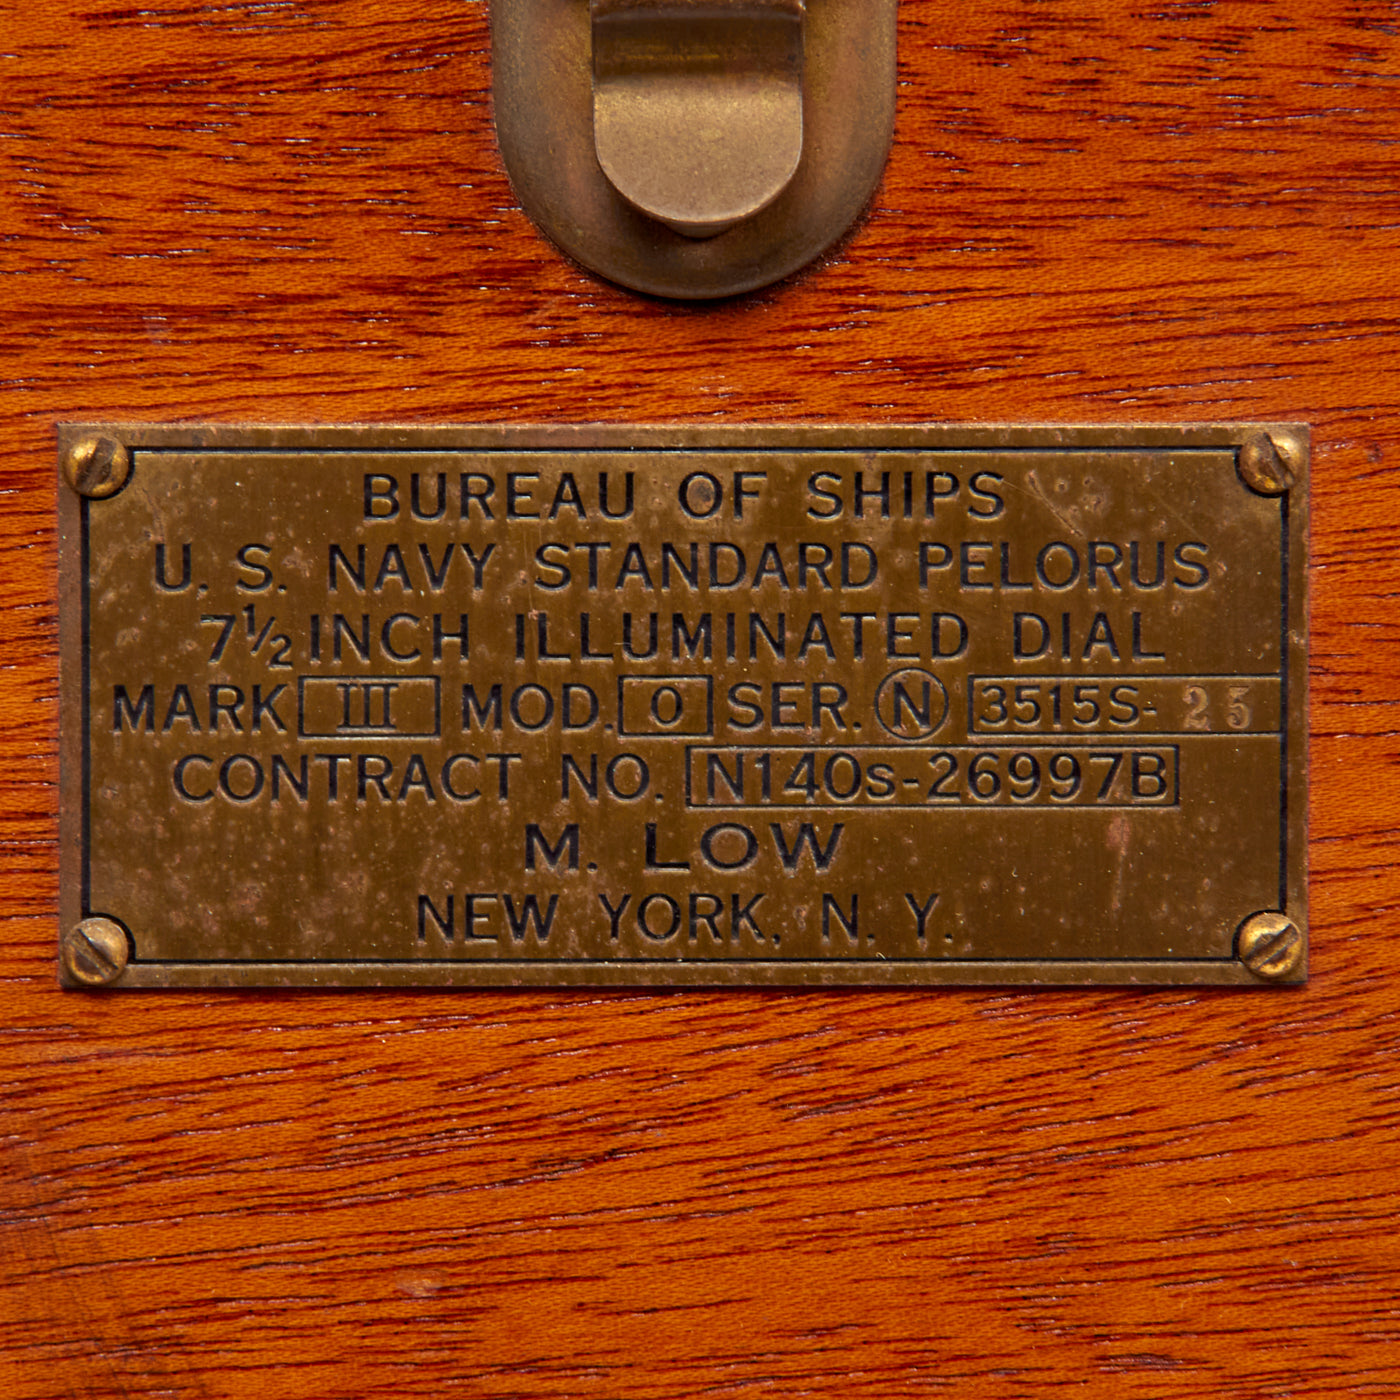 BUREAU OF SHIPS
U. S. NAVY STANDARD PELORUS
7½ INCH ILLUMINATED DIAL
MARK III MOD. 0 SER. N 3515S- 25
CONTRACT NO. N140s-26997B
M. LOW
NEW YORK, N. Y.